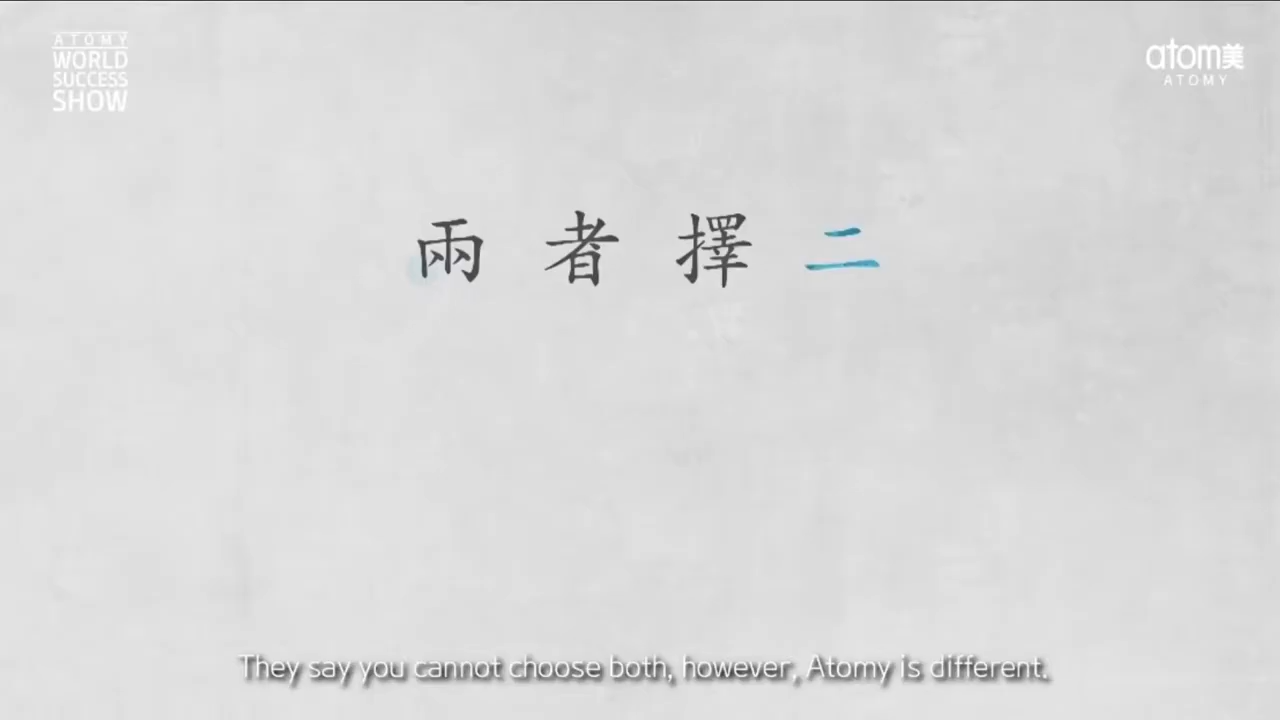 ATOMY
WORLD
SUCCESS
SHOW
atom美
ATOMY
兩者擇二
They say you cannot choose both, however, Atomy is different.